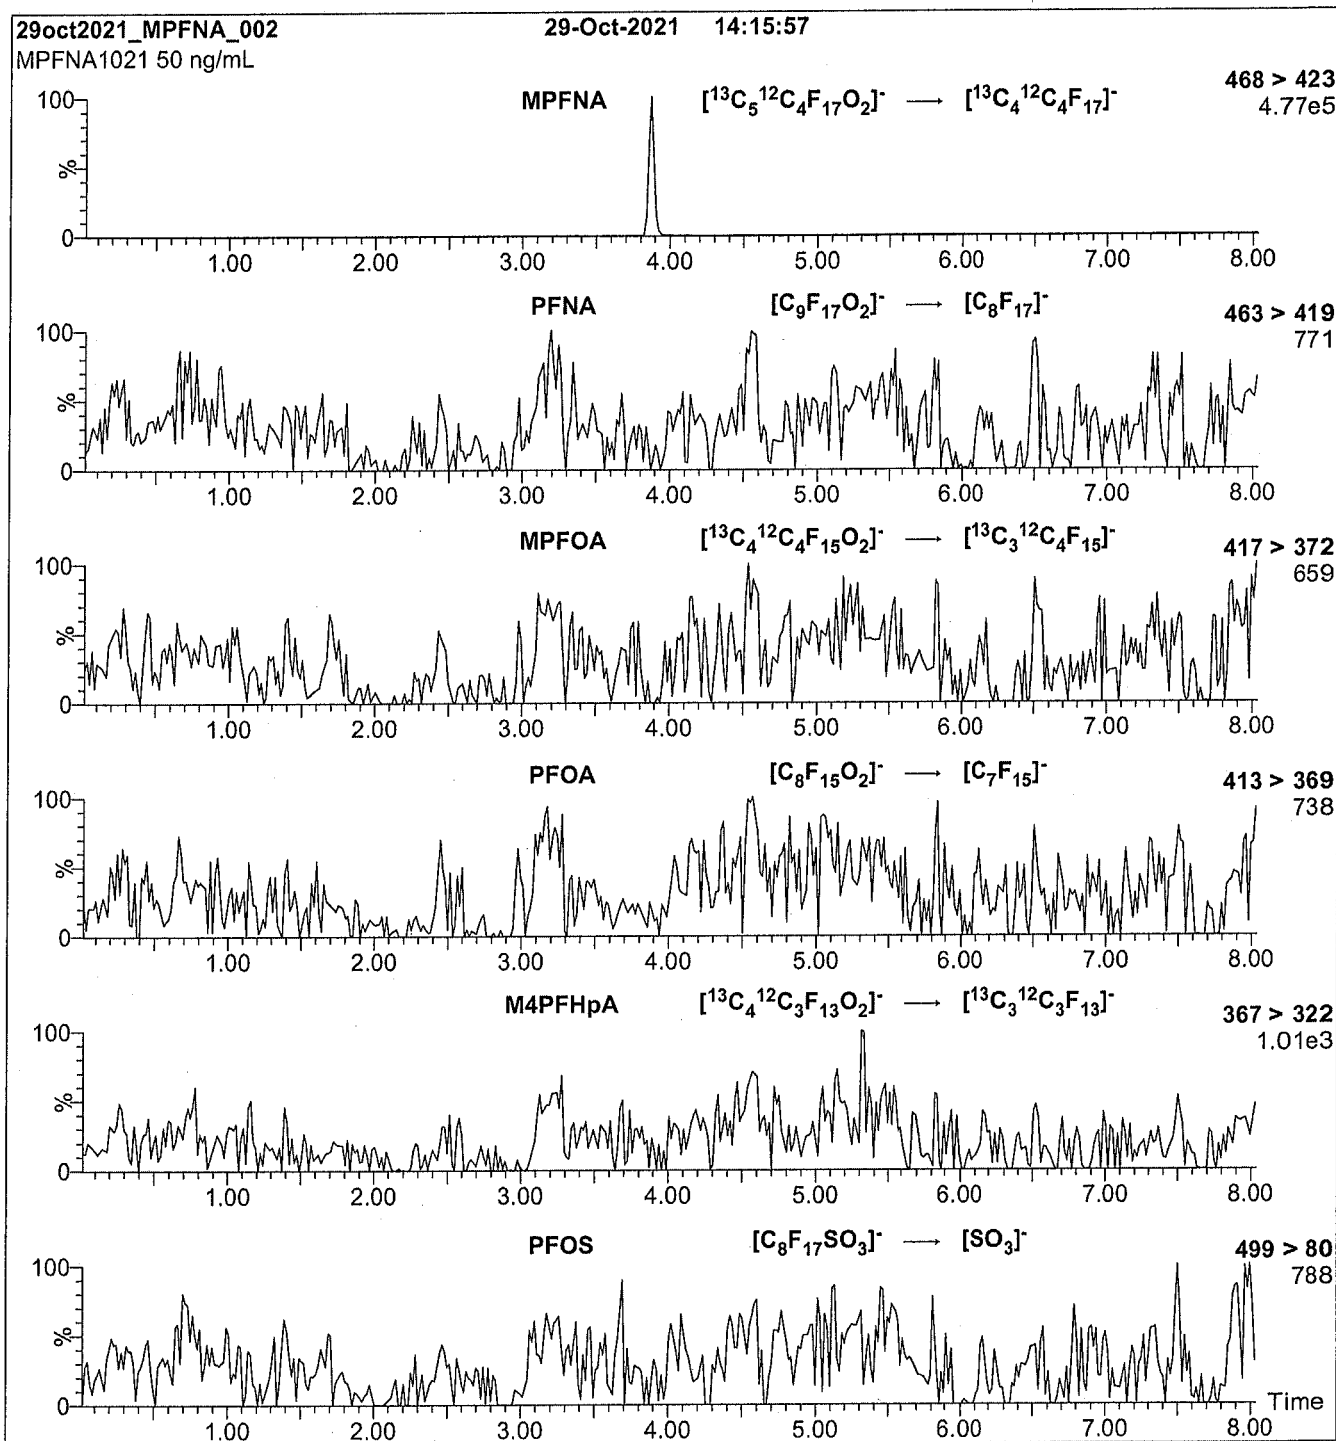 29oct2021_MPFNA_002 29-Oct-2021 14:15:57
MPFNA1021 50 ng/mL
MPFNA [¹³C₅¹²C₄F₁₇O₂]⁻ → [¹³C₄¹²C₄F₁₇]⁻ 468 > 423
4.77e5
100
%
0
1.00 2.00 3.00 4.00 5.00 6.00 7.00 8.00
PFNA [C₉F₁₇O₂]⁻ → [C₈F₁₇]⁻ 463 > 419
771
100
%
0
1.00 2.00 3.00 4.00 5.00 6.00 7.00 8.00
MPFOA [¹³C₄¹²C₄F₁₅O₂]⁻ → [¹³C₃¹²C₄F₁₅]⁻ 417 > 372
659
100
%
0
1.00 2.00 3.00 4.00 5.00 6.00 7.00 8.00
PFOA [C₈F₁₅O₂]⁻ → [C₇F₁₅]⁻ 413 > 369
738
100
%
0
1.00 2.00 3.00 4.00 5.00 6.00 7.00 8.00
M4PFHpA [¹³C₄¹²C₃F₁₃O₂]⁻ → [¹³C₃¹²C₃F₁₃]⁻ 367 > 322
1.01e3
100
%
0
1.00 2.00 3.00 4.00 5.00 6.00 7.00 8.00
PFOS [C₈F₁₇SO₃]⁻ → [SO₃]⁻ 499 > 80
788
100
%
0
Time
1.00 2.00 3.00 4.00 5.00 6.00 7.00 8.00